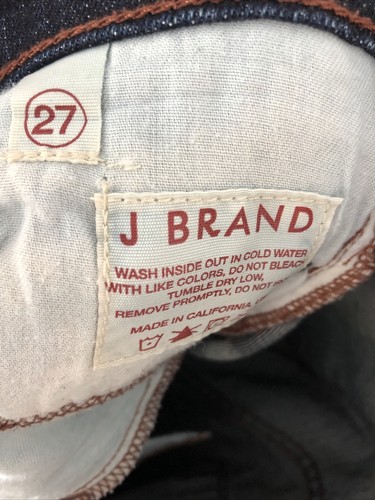 27
J BRAND
WASH INSIDE OUT IN COLD WATER
WITH LIKE COLORS, DO NOT BLEACH
TUMBLE DRY LOW,
REMOVE PROMPTLY, DO NOT
MADE IN CALIFORNIA